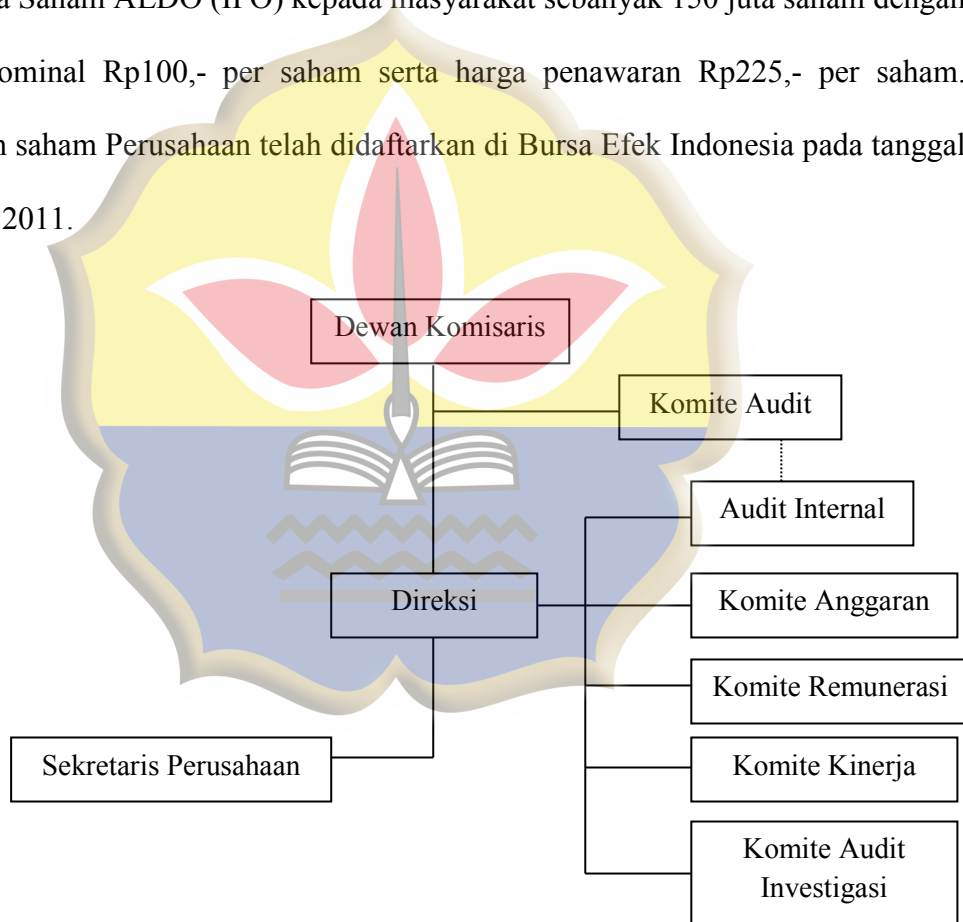 Saham ALDO (IPO) kepada masyarakat sebanyak 150 juta saham dengan
ominal Rp100,- per saham serta harga penawaran Rp225,- per saham.
saham Perusahaan telah didaftarkan di Bursa Efek Indonesia pada tanggal
2011.
Dewan Komisaris
Komite Audit
Audit Internal
Direksi
Komite Anggaran
Komite Remunerasi
Sekretaris Perusahaan
Komite Kinerja
Komite Audit
Investigasi